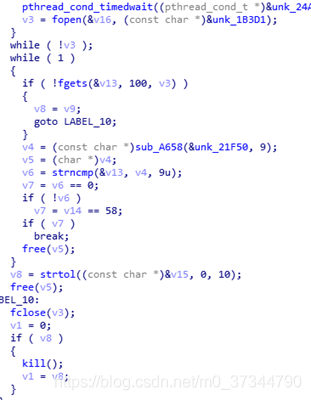 pthread_cond_timedwait((pthread_cond_t *)&unk_24A
v3 = fopen(&v16, (const char *)&unk_1B3D1);
}
while ( !v3 );
while ( 1 )
{
if ( !fgets(&v13, 100, v3) )
{
v8 = v9;
goto LABEL_10;
}
v4 = (const char *)sub_A658(&unk_21F50, 9);
v5 = (char *)v4;
v6 = strncmp(&v13, v4, 9u);
v7 = v6 == 0;
if ( !v6 )
v7 = v14 == 58;
if ( v7 )
break;
free(v5);
}
v8 = strtol((const char *)&v15, 0, 10);
free(v5);
BEL_10:
fclose(v3);
v1 = 0;
if ( v8 )
{
kill();
v1 = v8;
}
https://blog.csdn.net/m0_37344790